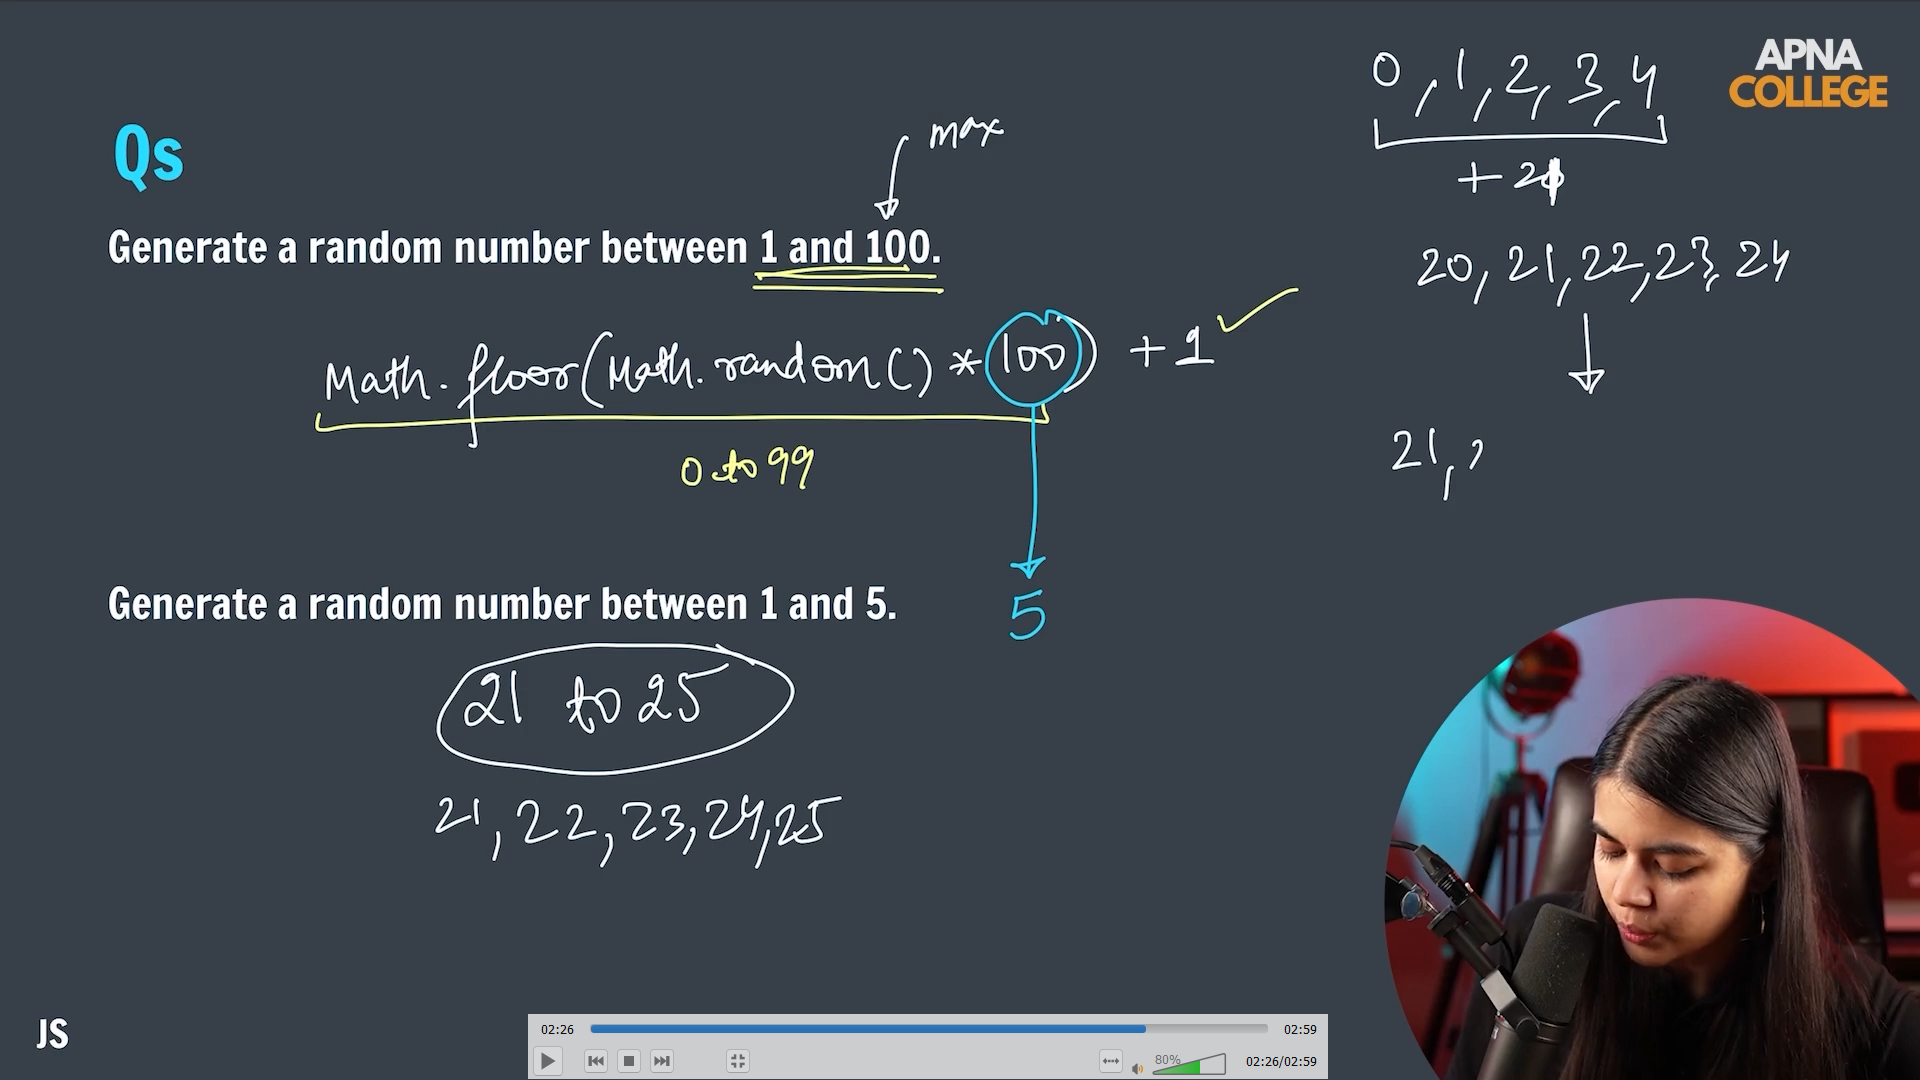 APNA
COLLEGE
0, 1, 2, 3, 4
Qs
max
+ 21
Generate a random number between 1 and 100.
20, 21, 22, 23, 24
Math.floor(Math.random() * 100) + 1
21,
0 to 99
Generate a random number between 1 and 5.
5
21 to 25
21, 22, 23, 24, 25
JS
02:26
02:59
80%
02:26/02:59